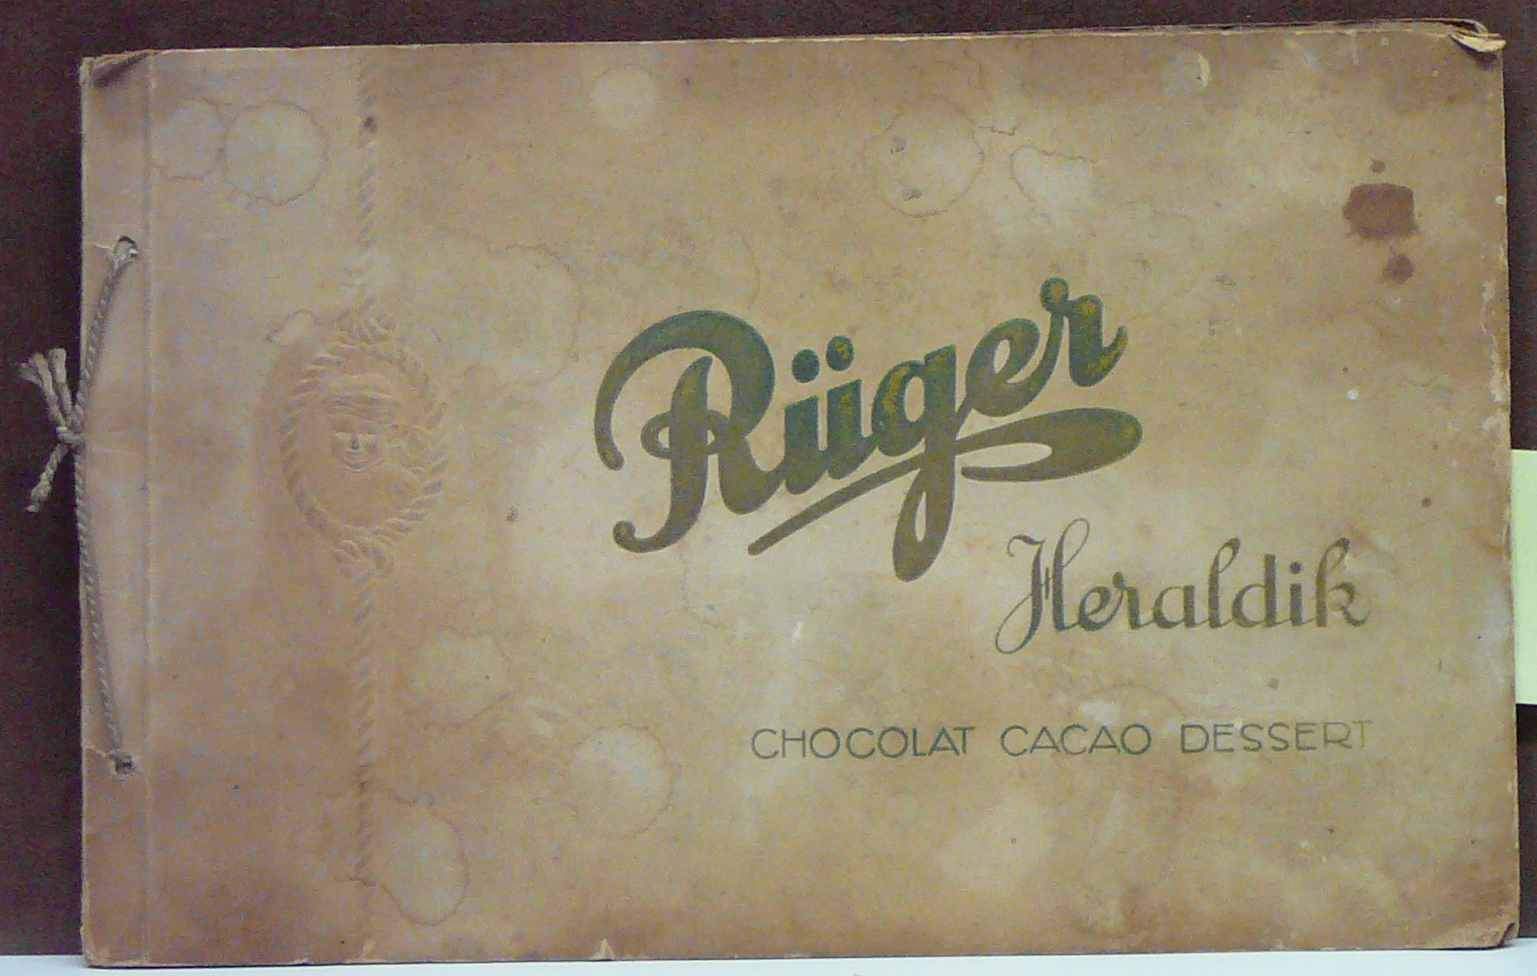 Rüger
Heraldik
CHOCOLAT CACAO DESSERT